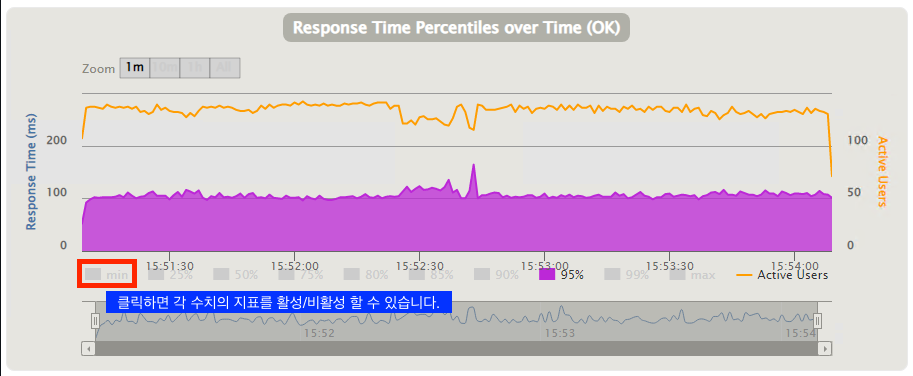 Response Time Percentiles over Time (OK)
Zoom 1m 10m 1h All
Response Time (ms)
200
100
0
100
50
0
Active Users
15:51:30 15:52:00 15:52:30 15:53:00 15:53:30 15:54:00
min 25% 50% 75% 80% 85% 90% 95% 99% max Active Users
클릭하면 각 수치의 지표를 활성/비활성 할 수 있습니다.
15:52 15:53 15:54